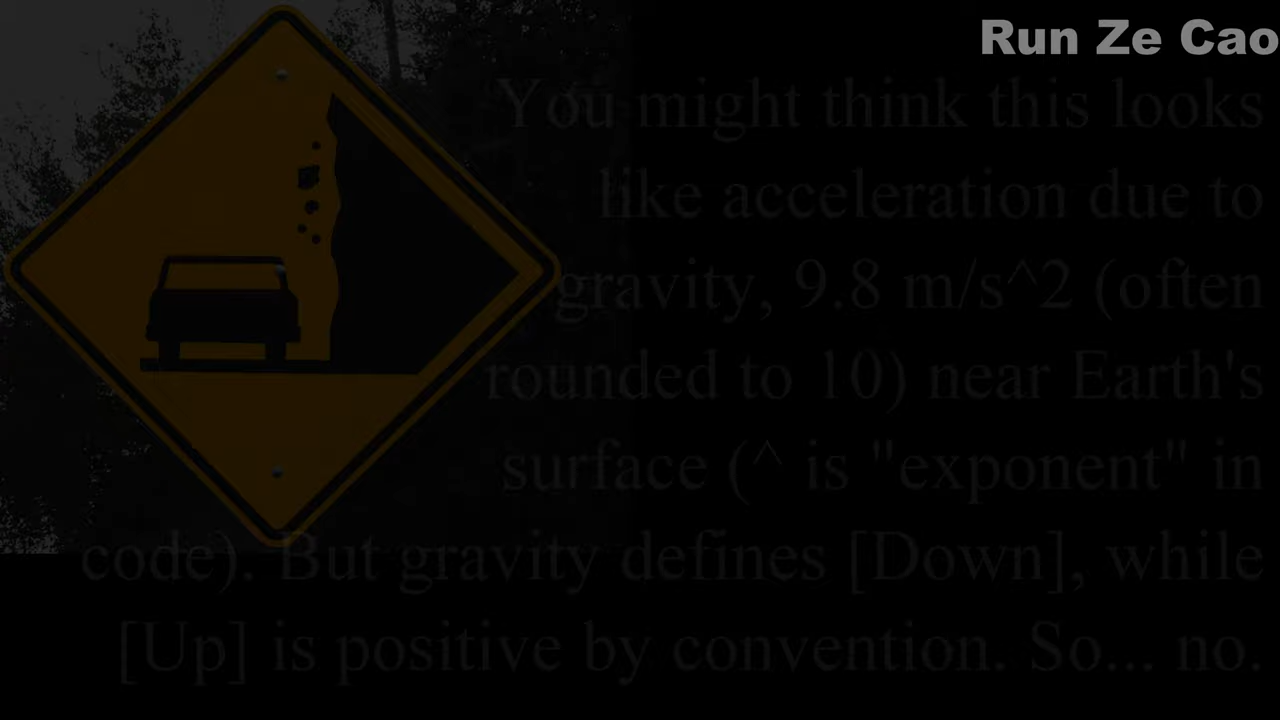 Run Ze Cao
You might think this looks
like acceleration due to
gravity, 9.8 m/s^2 (often
rounded to 10) near Earth's
surface (^ is "exponent" in
code). But gravity defines [Down], while
[Up] is positive by convention. So... no.